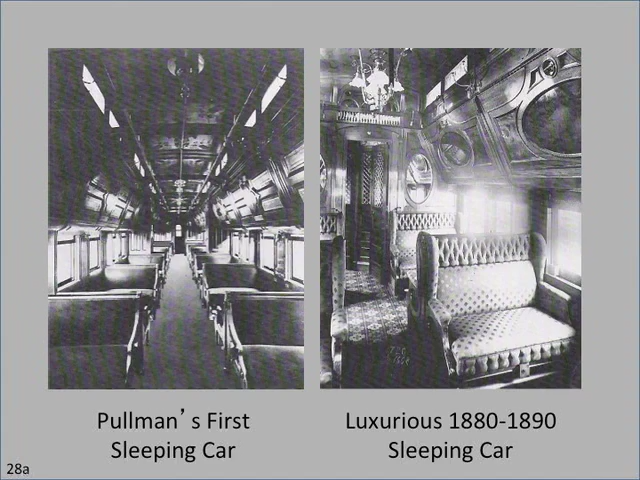 Pullman’s First
Sleeping Car
Luxurious 1880-1890
Sleeping Car
28a